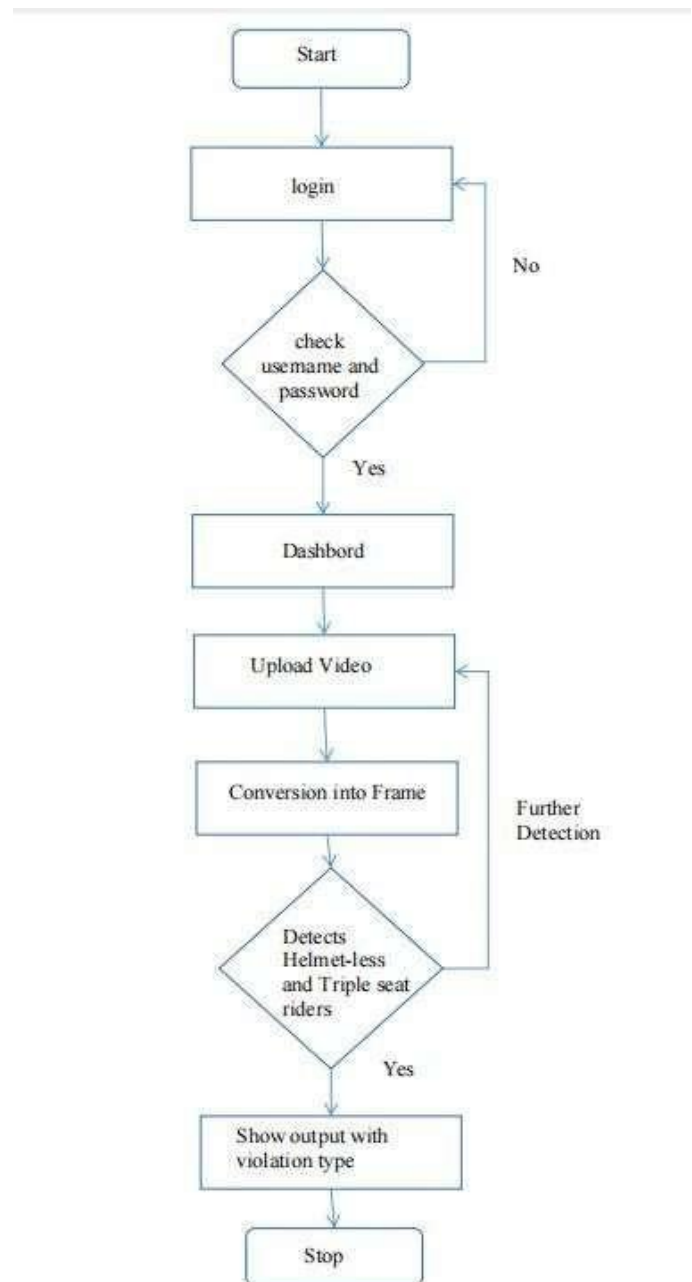 Start
login
No
check
username and
password
Yes
Dashbord
Upload Video
Conversion into Frame
Further
Detection
Detects
Helmet-less
and Triple seat
riders
Yes
Show output with
violation type
Stop